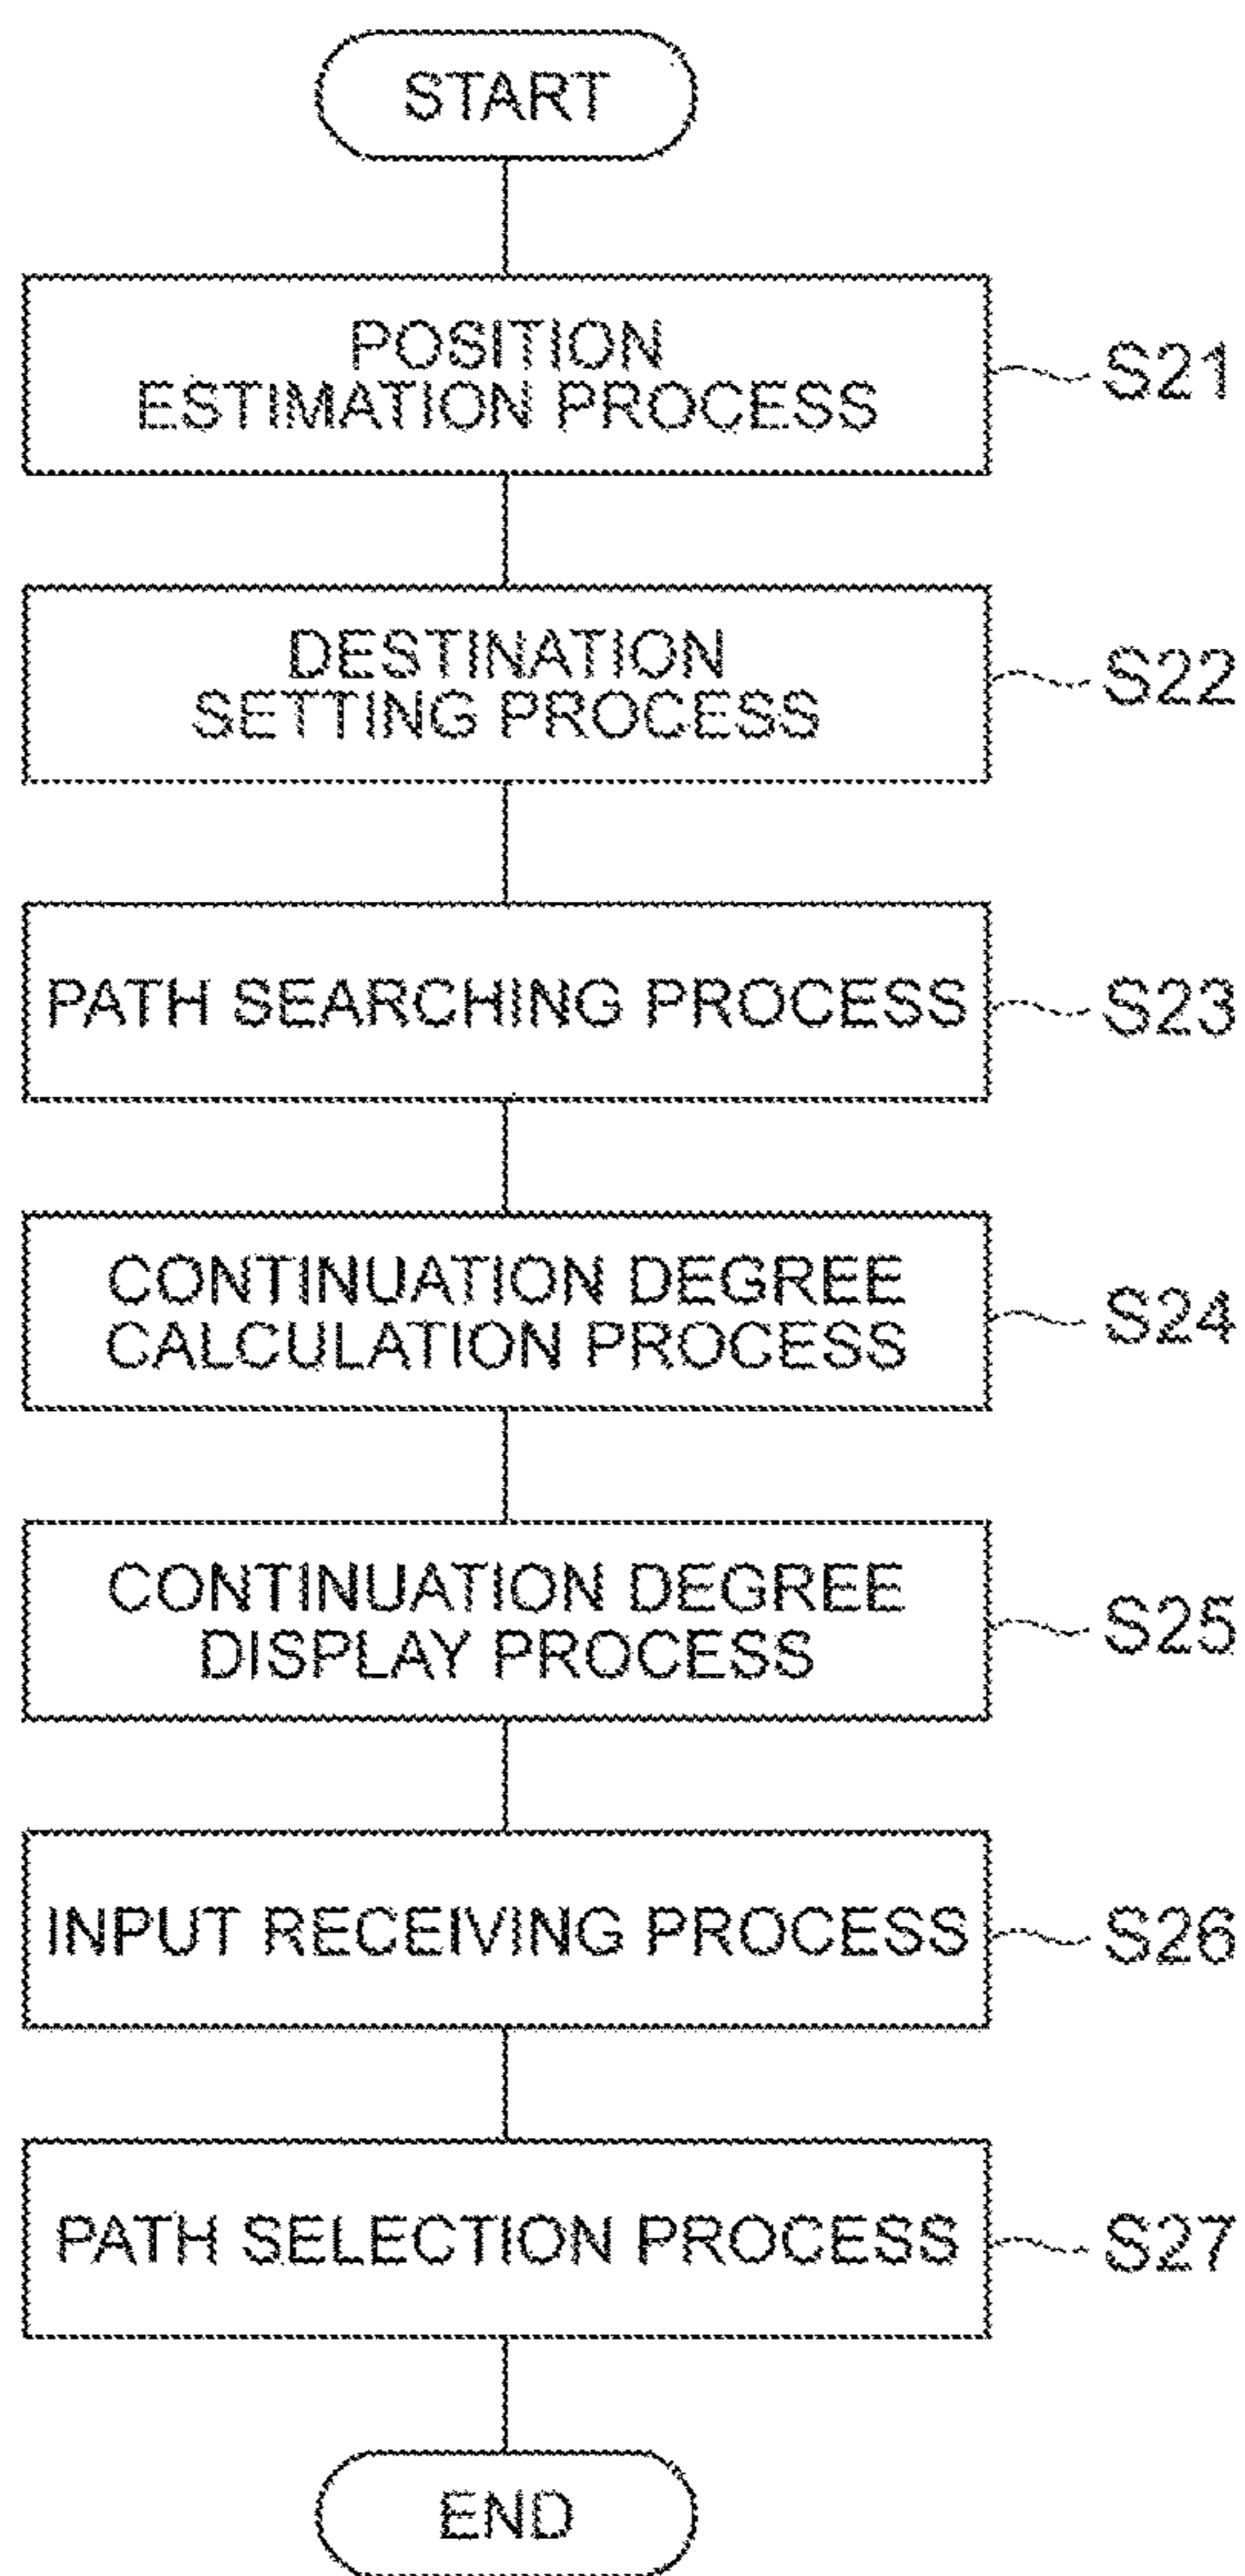 START
POSITION
ESTIMATION PROCESS
S21
DESTINATION
SETTING PROCESS
S22
PATH SEARCHING PROCESS
S23
CONTINUATION DEGREE
CALCULATION PROCESS
S24
CONTINUATION DEGREE
DISPLAY PROCESS
S25
INPUT RECEIVING PROCESS
S26
PATH SELECTION PROCESS
S27
END